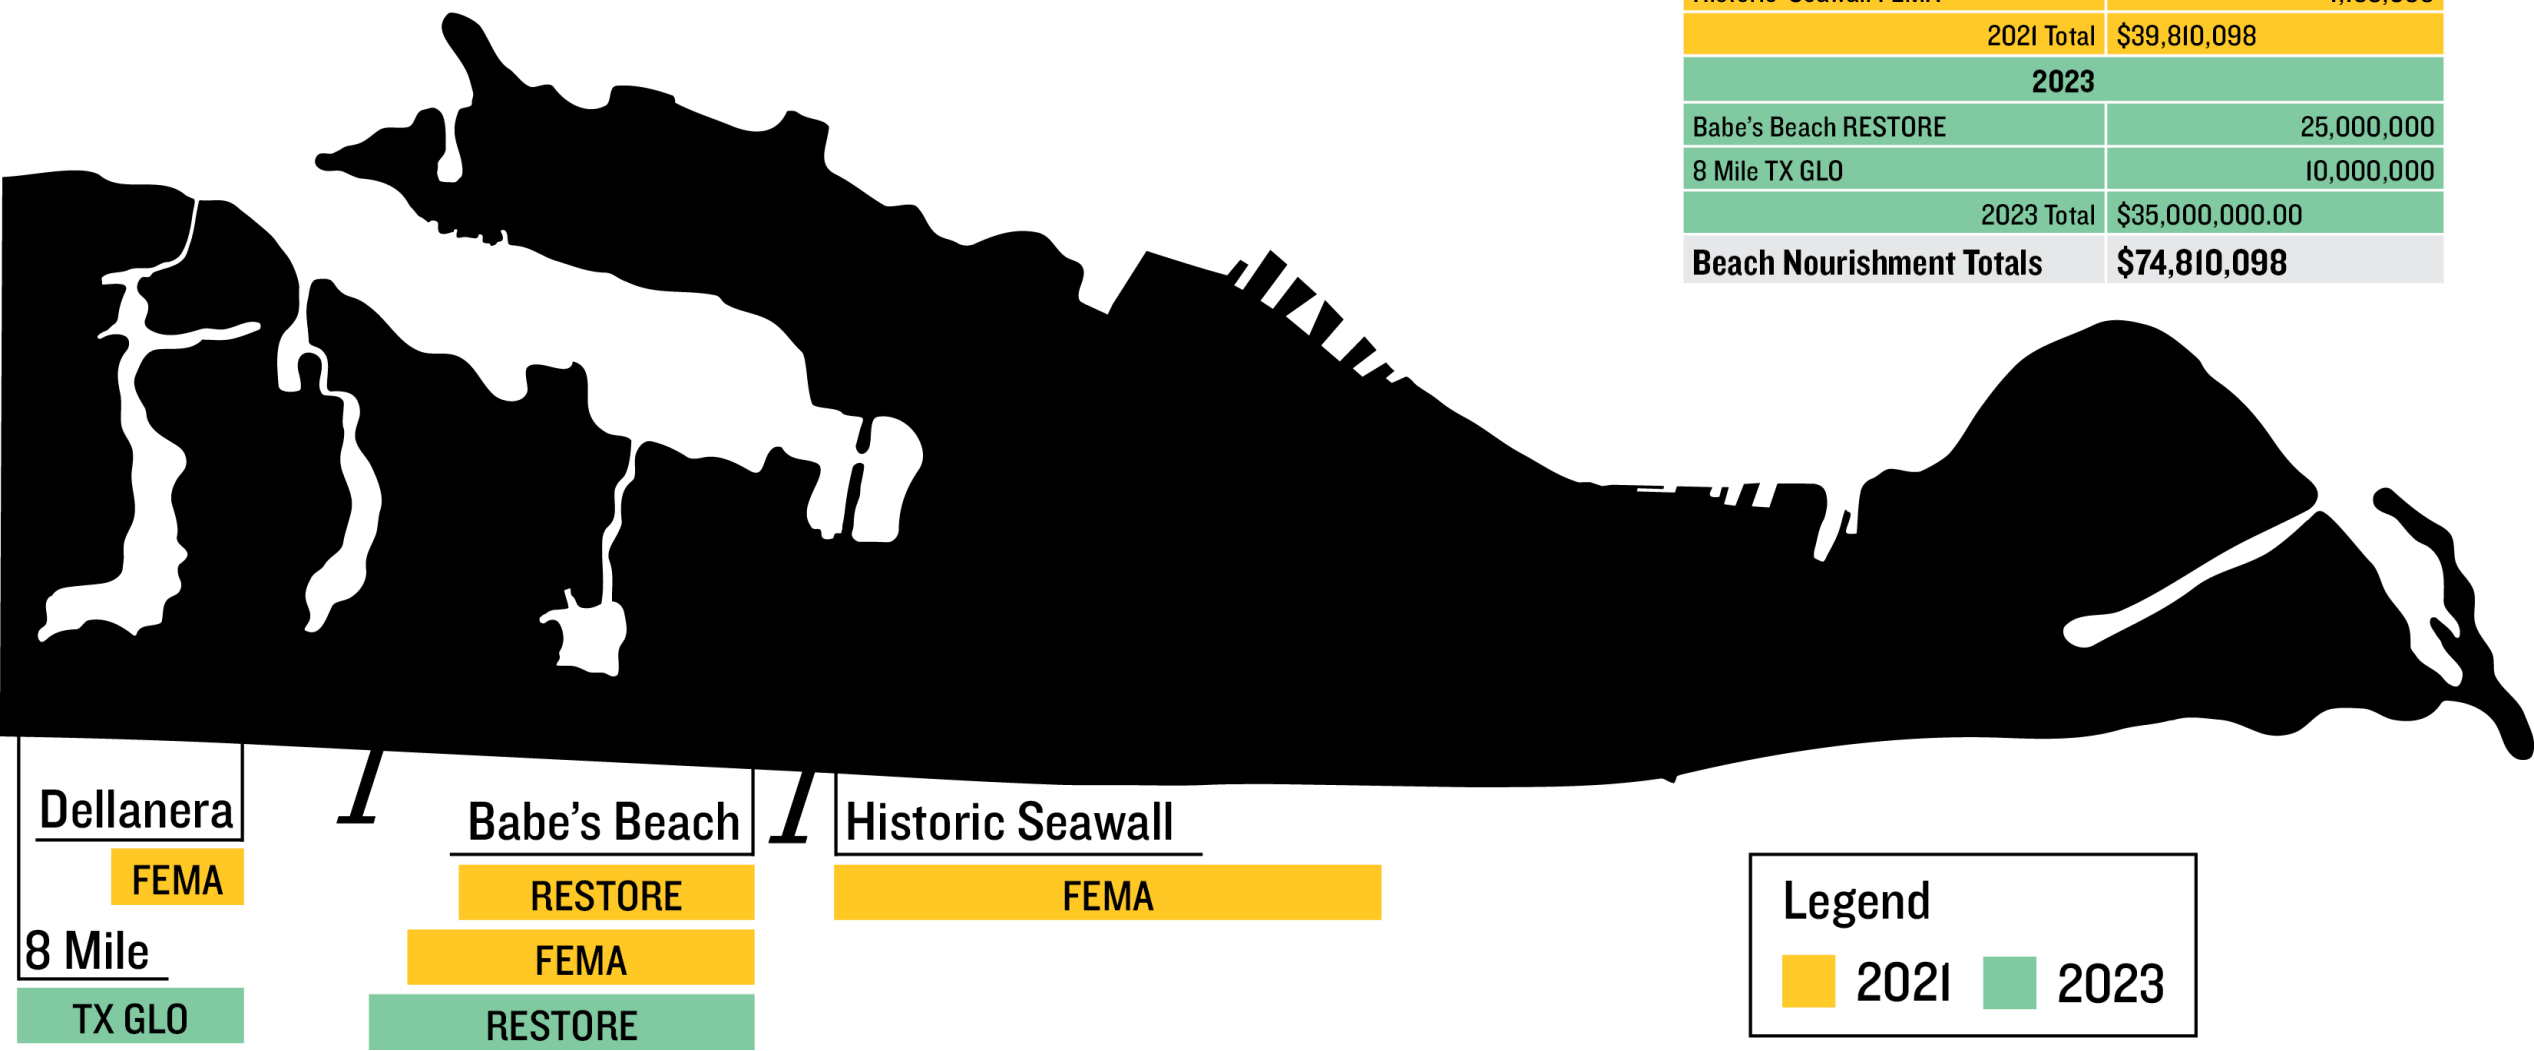 2021 Total $39,810,098
2023
Babe's Beach RESTORE 25,000,000
8 Mile TX GLO 10,000,000
2023 Total $35,000,000.00
Beach Nourishment Totals $74,810,098
Dellanera
FEMA
8 Mile
TX GLO
Babe's Beach
RESTORE
FEMA
RESTORE
Historic Seawall
FEMA
Legend
2021 2023